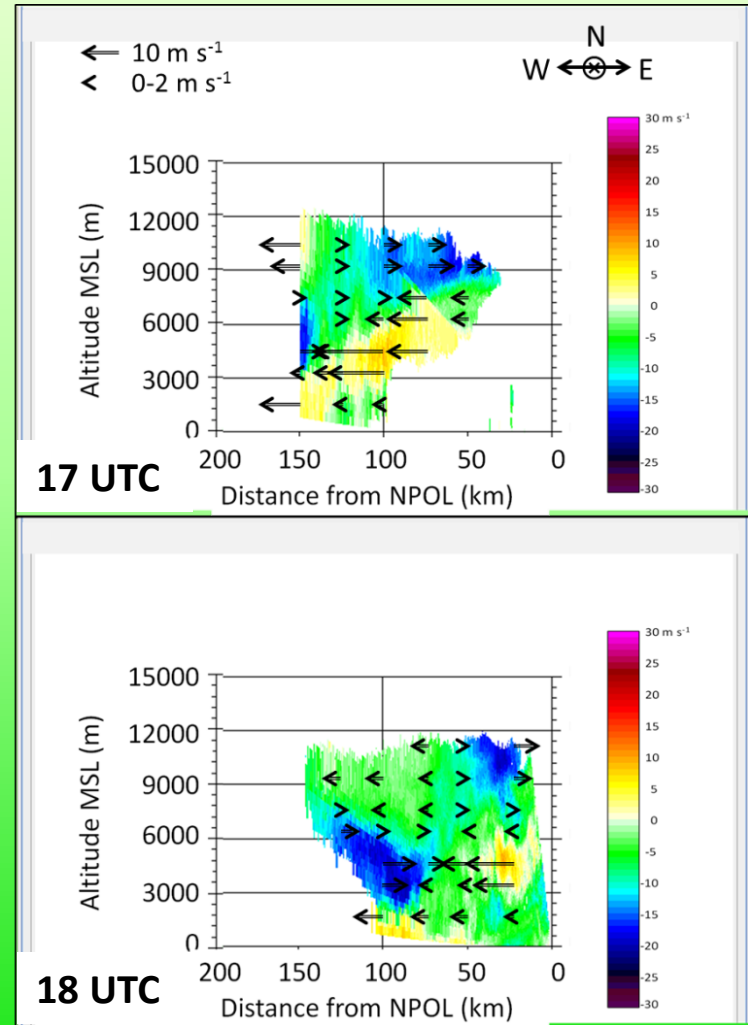 N
← 10 m s⁻¹
< 0-2 m s⁻¹
W E
30 m s⁻¹
25
20
15
10
5
0
-5
-10
-15
-20
-25
-30
Altitude MSL (m)
15000
12000
9000
6000
3000
0
200 150 100 50 0
17 UTC
Distance from NPOL (km)
30 m s⁻¹
25
20
15
10
5
0
-5
-10
-15
-20
-25
-30
Altitude MSL (m)
15000
12000
9000
6000
3000
0
200 150 100 50 0
18 UTC
Distance from NPOL (km)